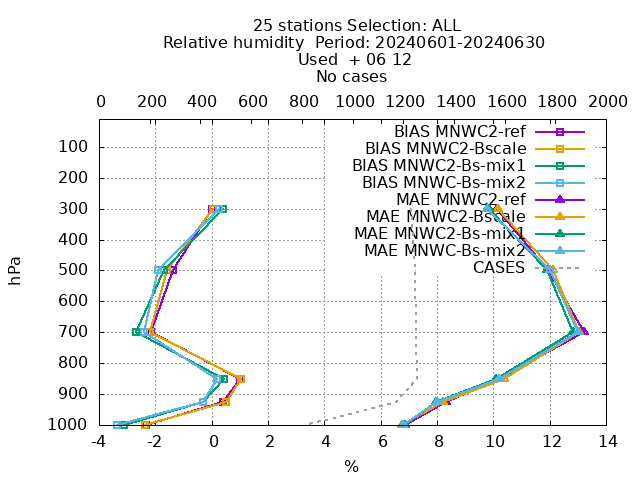 25 stations Selection: ALL
Relative humidity  Period: 20240601-20240630
Used  + 06 12
No cases
0 200 400 600 800 1000 1200 1400 1600 1800 2000
BIAS MNWC2-ref
BIAS MNWC2-Bscale
BIAS MNWC2-Bs-mix1
BIAS MNWC-Bs-mix2
MAE MNWC2-ref
MAE MNWC2-Bscale
MAE MNWC2-Bs-mix1
MAE MNWC-Bs-mix2
CASES
hPa
100
200
300
400
500
600
700
800
900
1000
-4 -2 0 2 4 6 8 10 12 14
%